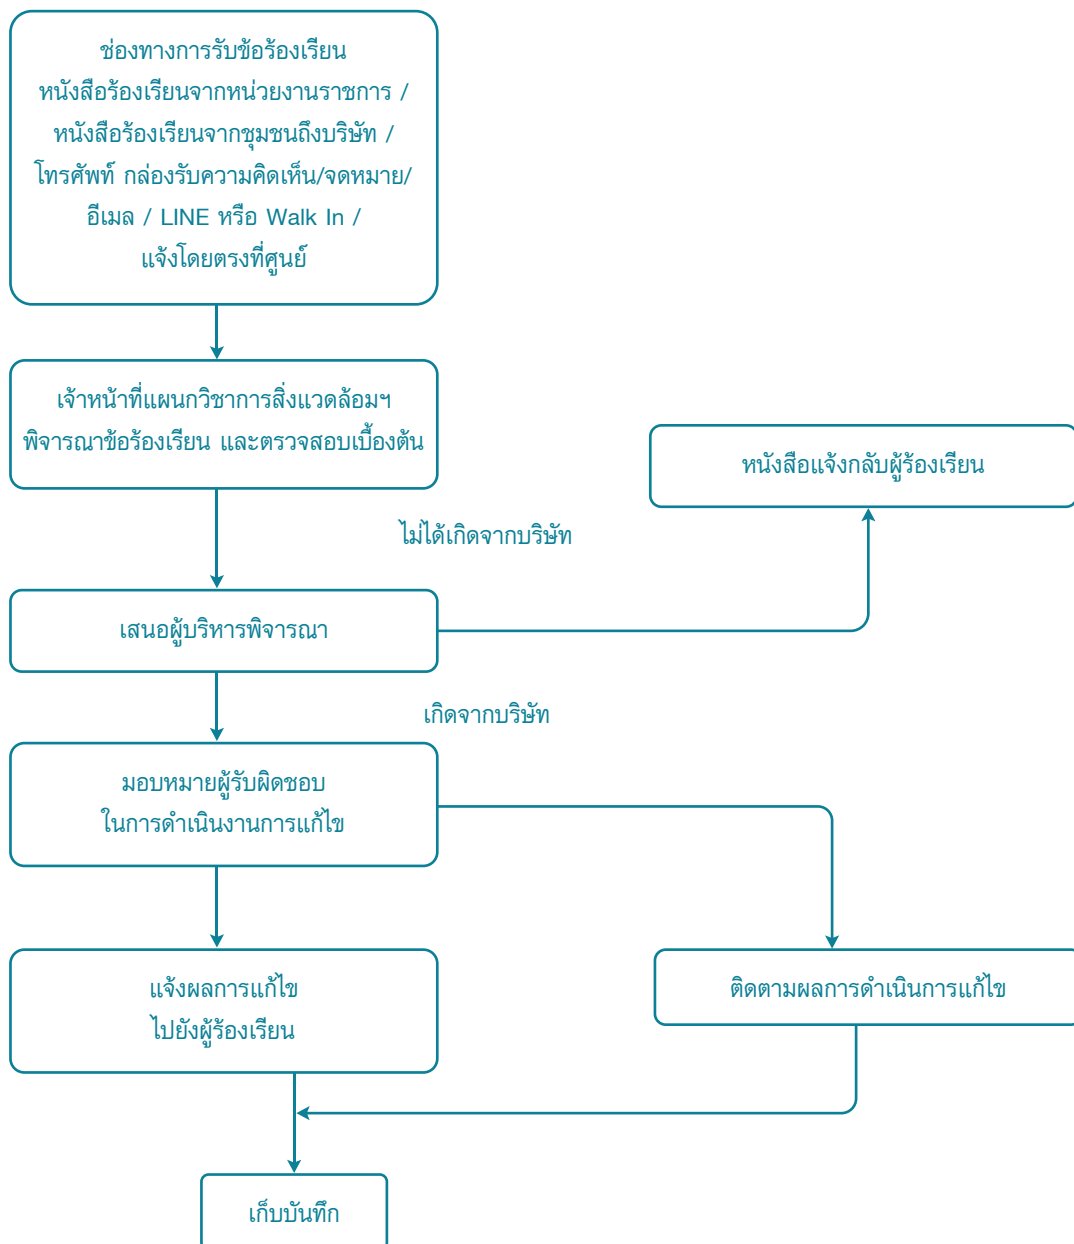 ช่องทางการรับข้อร้องเรียน
หนังสือร้องเรียนจากหน่วยงานราชการ /
หนังสือร้องเรียนจากชุมชนถึงบริษัท /
โทรศัพท์ กล่องรับความคิดเห็น/จดหมาย/
อีเมล / LINE หรือ Walk In /
แจ้งโดยตรงที่ศูนย์
เจ้าหน้าที่แผนกวิชาการสิ่งแวดล้อมฯ
พิจารณาข้อร้องเรียน และตรวจสอบเบื้องต้น
หนังสือแจ้งกลับผู้ร้องเรียน
ไม่ได้เกิดจากบริษัท
เสนอผู้บริหารพิจารณา
เกิดจากบริษัท
มอบหมายผู้รับผิดชอบ
ในการดำเนินงานการแก้ไข
แจ้งผลการแก้ไข
ไปยังผู้ร้องเรียน
ติดตามผลการดำเนินการแก้ไข
เก็บบันทึก